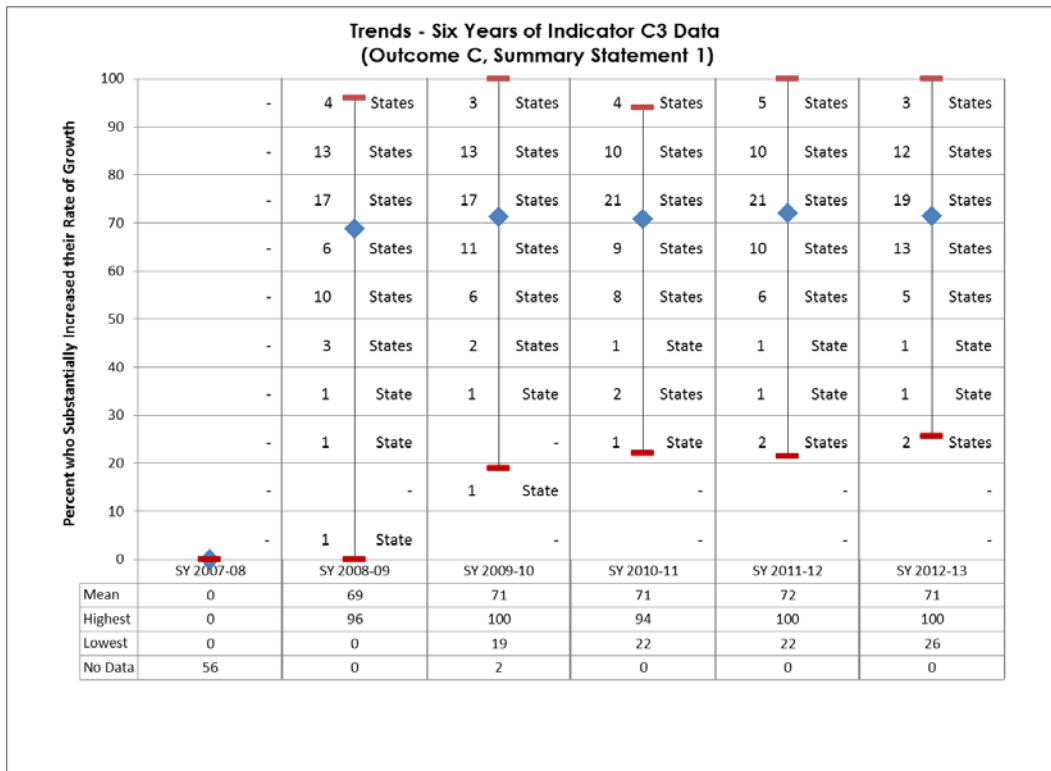 Trends - Six Years of Indicator C3 Data
(Outcome C, Summary Statement 1)
Percent who Substantially Increased their Rate of Growth
100
- 4 States 3 States 4 States 5 States 3 States
90
- 13 States 13 States 10 States 10 States 12 States
80
- 17 States 17 States 21 States 21 States 19 States
70
- 6 States 11 States 9 States 10 States 13 States
60
- 10 States 6 States 8 States 6 States 5 States
50
- 3 States 2 States 1 State 1 State 1 State
40
- 1 State 1 State 2 States 1 State 1 State
30
- 1 State - 1 State 2 States 2 States
20
- - 1 State - - -
10
- 1 State - - - -
0
SY 2007-08 SY 2008-09 SY 2009-10 SY 2010-11 SY 2011-12 SY 2012-13
Mean 0 69 71 71 72 71
Highest 0 96 100 94 100 100
Lowest 0 0 19 22 22 26
No Data 56 0 2 0 0 0